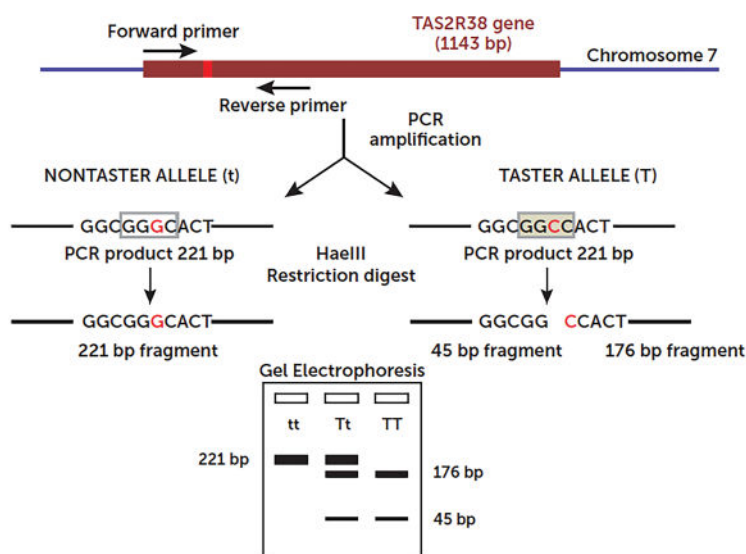 TAS2R38 gene
(1143 bp)
Forward primer
Chromosome 7
Reverse primer
PCR
amplification
NONTASTER ALLELE (t)
TASTER ALLELE (T)
GGCGGGCACT
GGCGGCCACT
PCR product 221 bp
HaeIII
Restriction digest
PCR product 221 bp
GGCGGGCACT
GGCGG CCACT
221 bp fragment
45 bp fragment
176 bp fragment
Gel Electrophoresis
tt Tt TT
221 bp
176 bp
45 bp